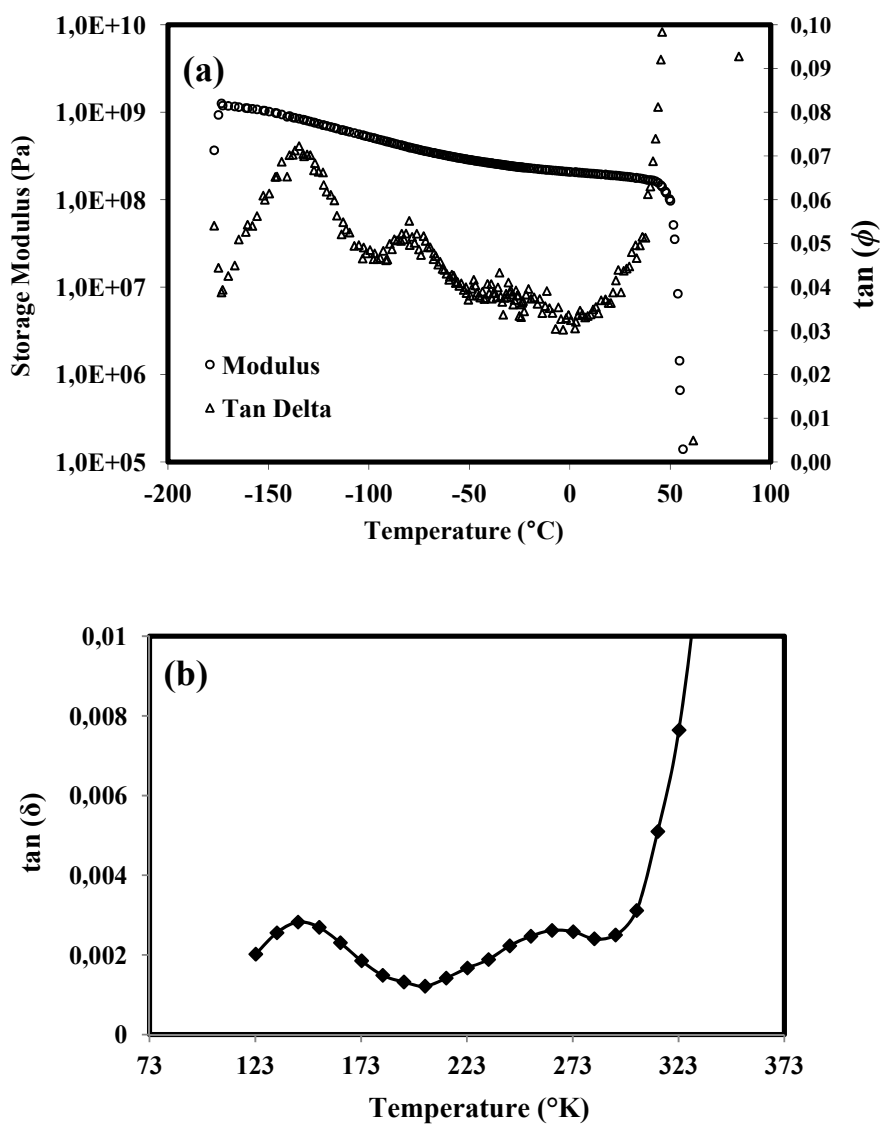 (a)
1,0E+10
1,0E+09
1,0E+08
1,0E+07
1,0E+06
1,0E+05
Storage Modulus (Pa)
Modulus
Tan Delta
0,10
0,09
0,08
0,07
0,06
0,05
0,04
0,03
0,02
0,01
0,00
tan (ϕ)
-200 -150 -100 -50 0 50 100
Temperature (°C)
(b)
0,01
0,008
0,006
0,004
0,002
0
tan (δ)
73 123 173 223 273 323 373
Temperature (°K)